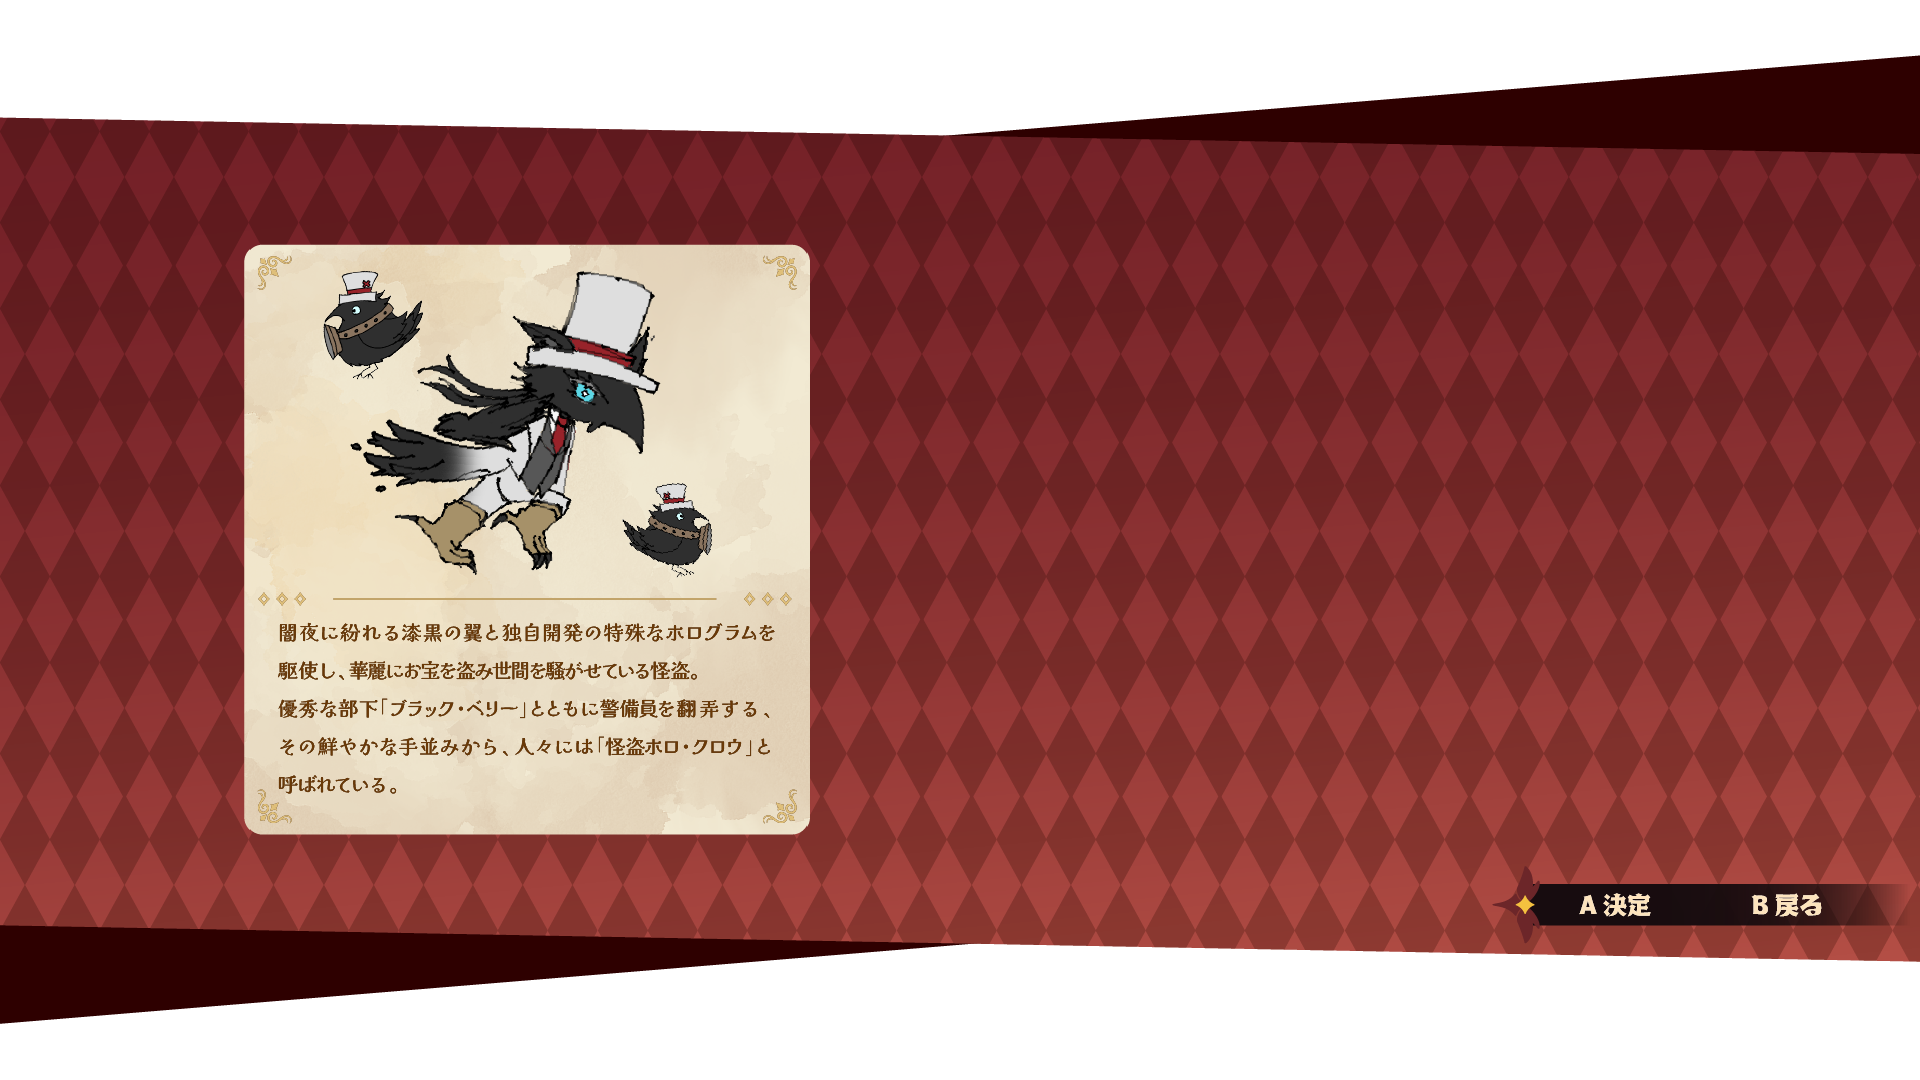 闇夜に紛れる漆黒の翼と独自開発の特殊なホログラムを
駆使し、華麗にお宝を盗み世間を騒がせている怪盗。
優秀な部下「ブラック・ベリー」とともに警備員を翻弄する、
その鮮やかな手並みから、人々には「怪盗ホロ・クロウ」と
呼ばれている。
A 決定 B 戻る